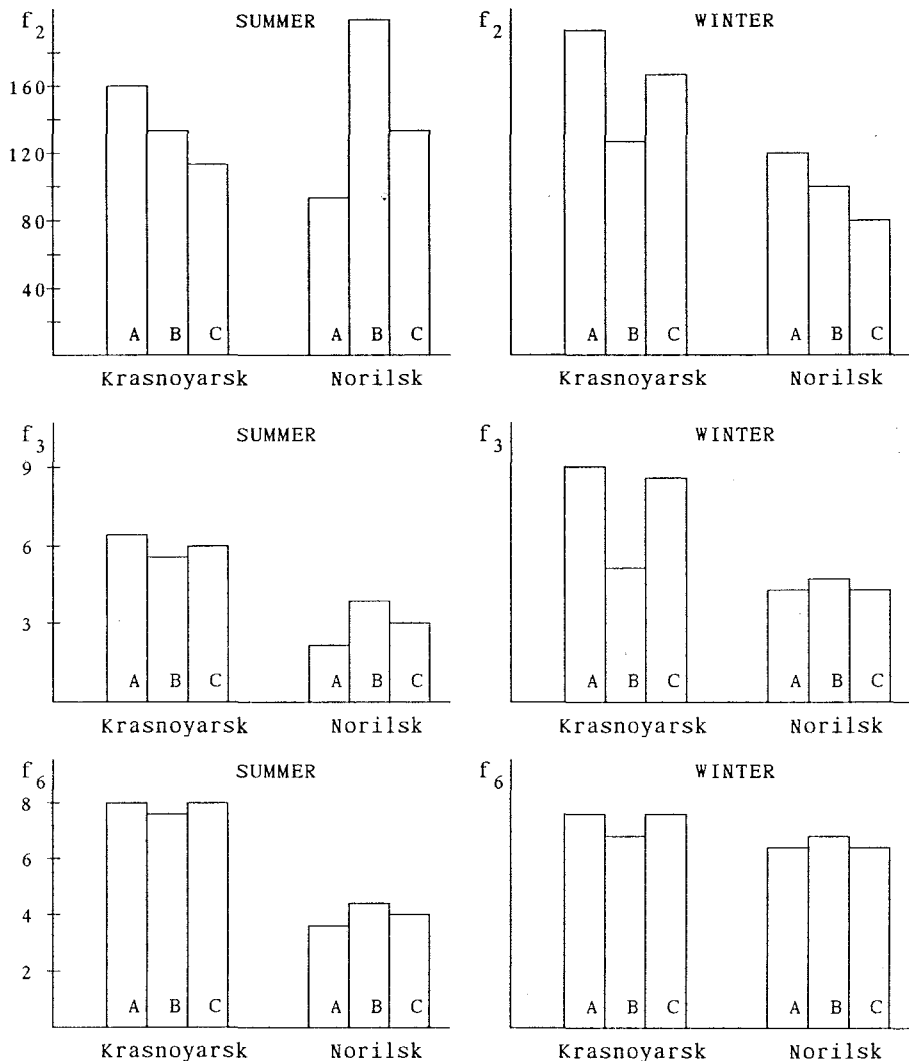 f2 SUMMER
160
120
80
40
A B C A B C
Krasnoyarsk Norilsk
f2 WINTER
A B C A B C
Krasnoyarsk Norilsk
f3 SUMMER
9
6
3
A B C A B C
Krasnoyarsk Norilsk
f3 WINTER
A B C A B C
Krasnoyarsk Norilsk
f6 SUMMER
8
6
4
2
A B C A B C
Krasnoyarsk Norilsk
f6 WINTER
A B C A B C
Krasnoyarsk Norilsk